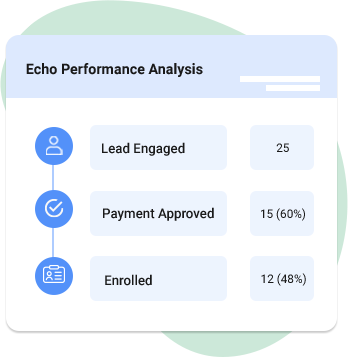 Echo Performance Analysis
Lead Engaged 25
Payment Approved 15 (60%)
Enrolled 12 (48%)